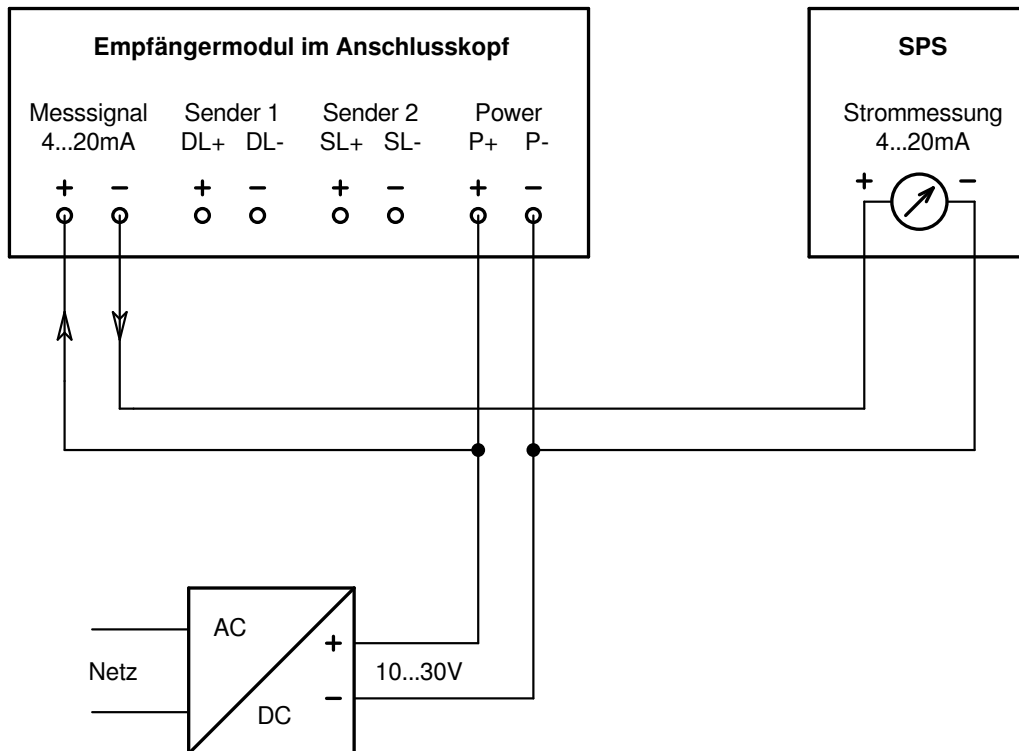 Empfängermodul im Anschlusskopf
Messsignal Sender 1 Sender 2 Power
4...20mA DL+ DL- SL+ SL- P+ P-
+ − + − + − + −
SPS
Strommessung
4...20mA
+ −
AC
DC
+
−
Netz
10...30V